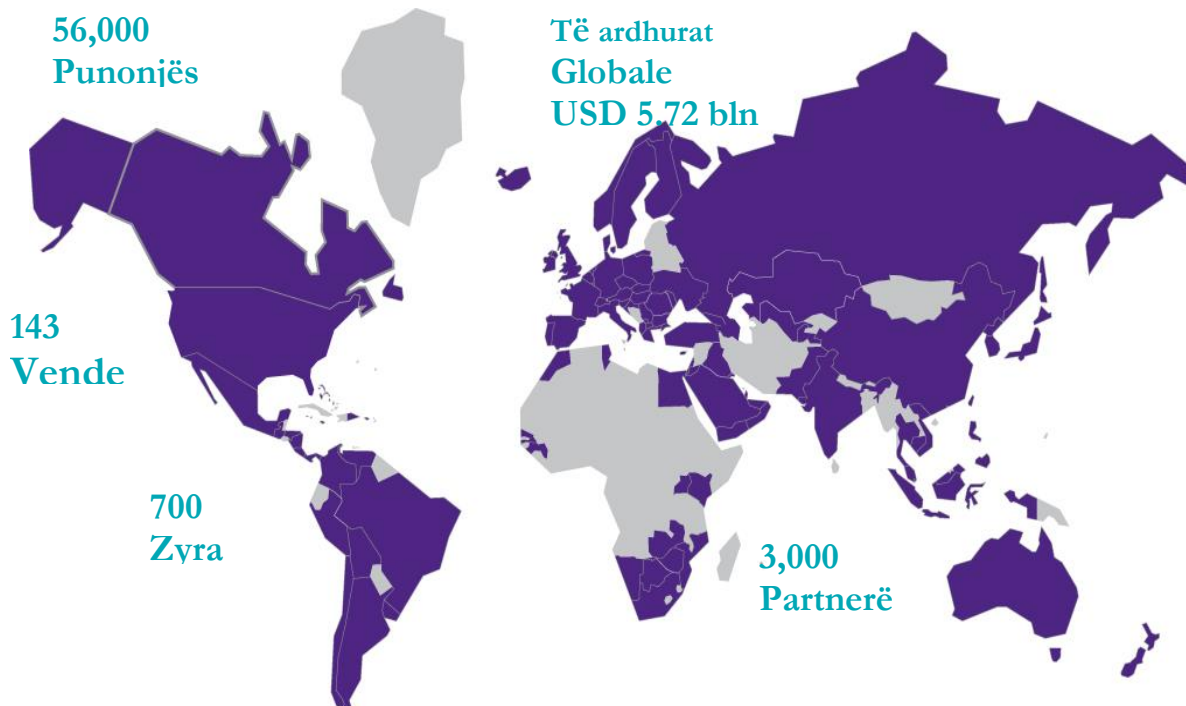 56,000
Punonjës
Të ardhurat
Globale
USD 5.72 bln
143
Vende
700
Zyra
3,000
Partnerë